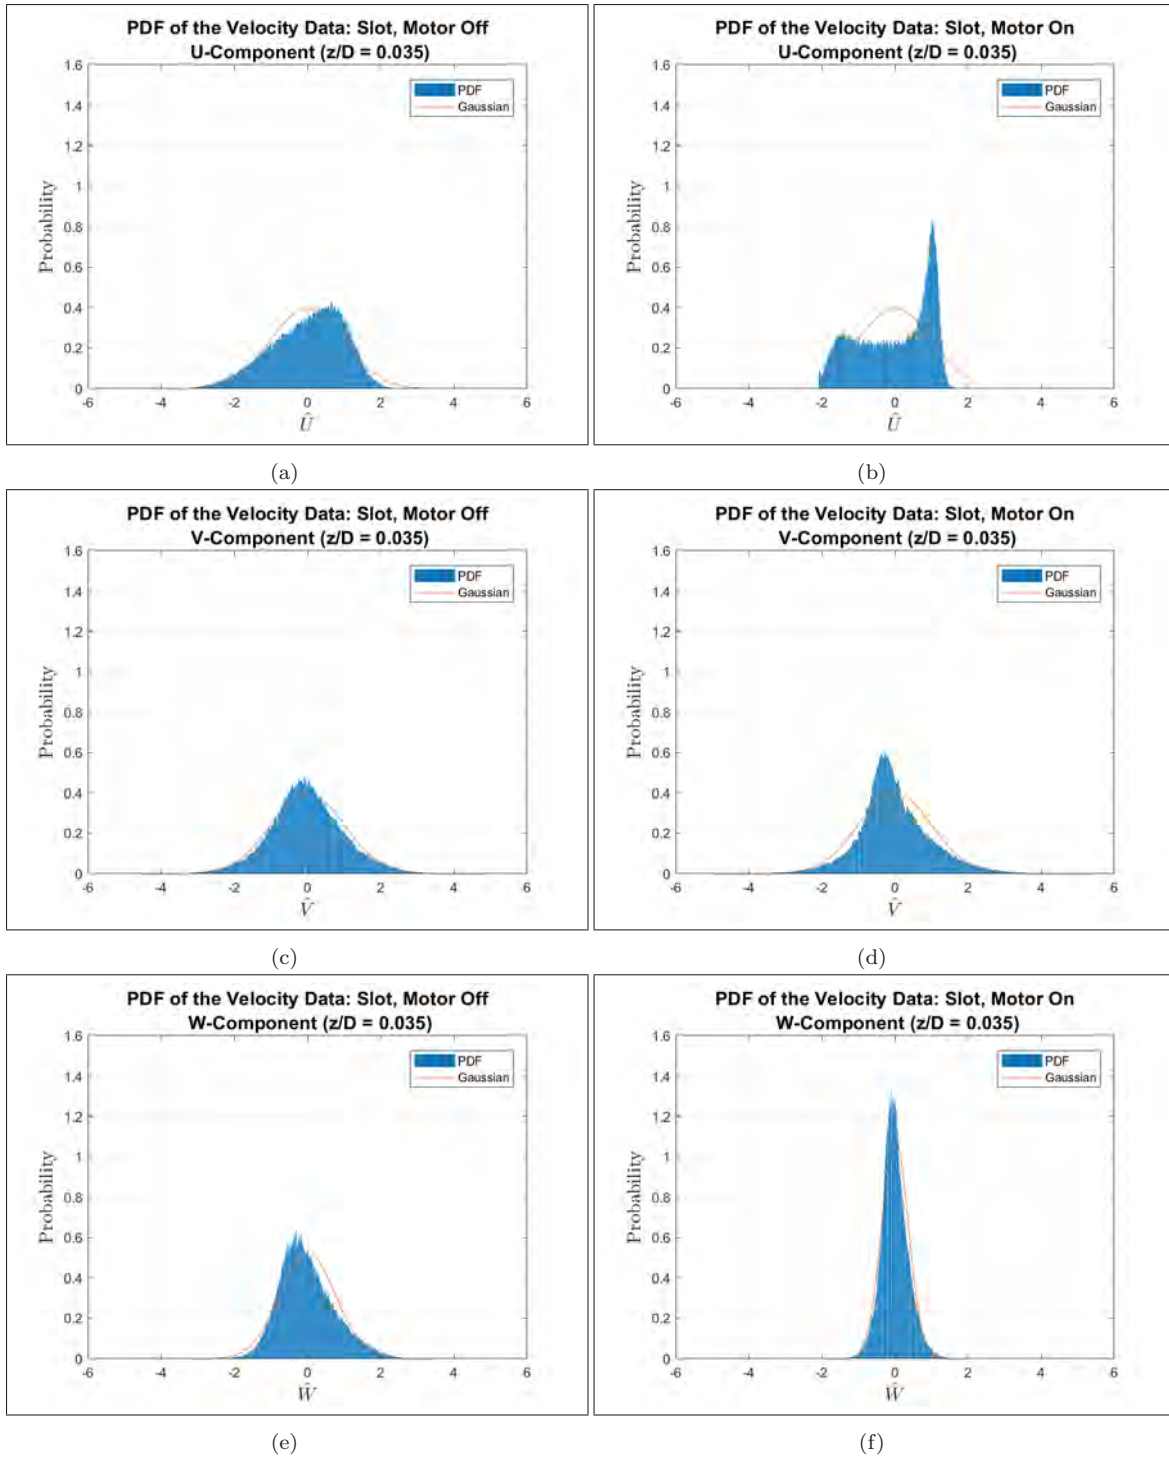 PDF of the Velocity Data: Slot, Motor Off
U-Component (z/D = 0.035)
1.6
1.4
1.2
1
0.8
0.6
0.4
0.2
0
Probability
PDF
Gaussian
-6 -4 -2 0 2 4 6
Û
(a)
PDF of the Velocity Data: Slot, Motor On
U-Component (z/D = 0.035)
1.6
1.4
1.2
1
0.8
0.6
0.4
0.2
0
Probability
PDF
Gaussian
-6 -4 -2 0 2 4 6
Û
(b)
PDF of the Velocity Data: Slot, Motor Off
V-Component (z/D = 0.035)
1.6
1.4
1.2
1
0.8
0.6
0.4
0.2
0
Probability
PDF
Gaussian
-6 -4 -2 0 2 4 6
V̂
(c)
PDF of the Velocity Data: Slot, Motor On
V-Component (z/D = 0.035)
1.6
1.4
1.2
1
0.8
0.6
0.4
0.2
0
Probability
PDF
Gaussian
-6 -4 -2 0 2 4 6
V̂
(d)
PDF of the Velocity Data: Slot, Motor Off
W-Component (z/D = 0.035)
1.6
1.4
1.2
1
0.8
0.6
0.4
0.2
0
Probability
PDF
Gaussian
-6 -4 -2 0 2 4 6
Ŵ
(e)
PDF of the Velocity Data: Slot, Motor On
W-Component (z/D = 0.035)
1.6
1.4
1.2
1
0.8
0.6
0.4
0.2
0
Probability
PDF
Gaussian
-6 -4 -2 0 2 4 6
Ŵ
(f)